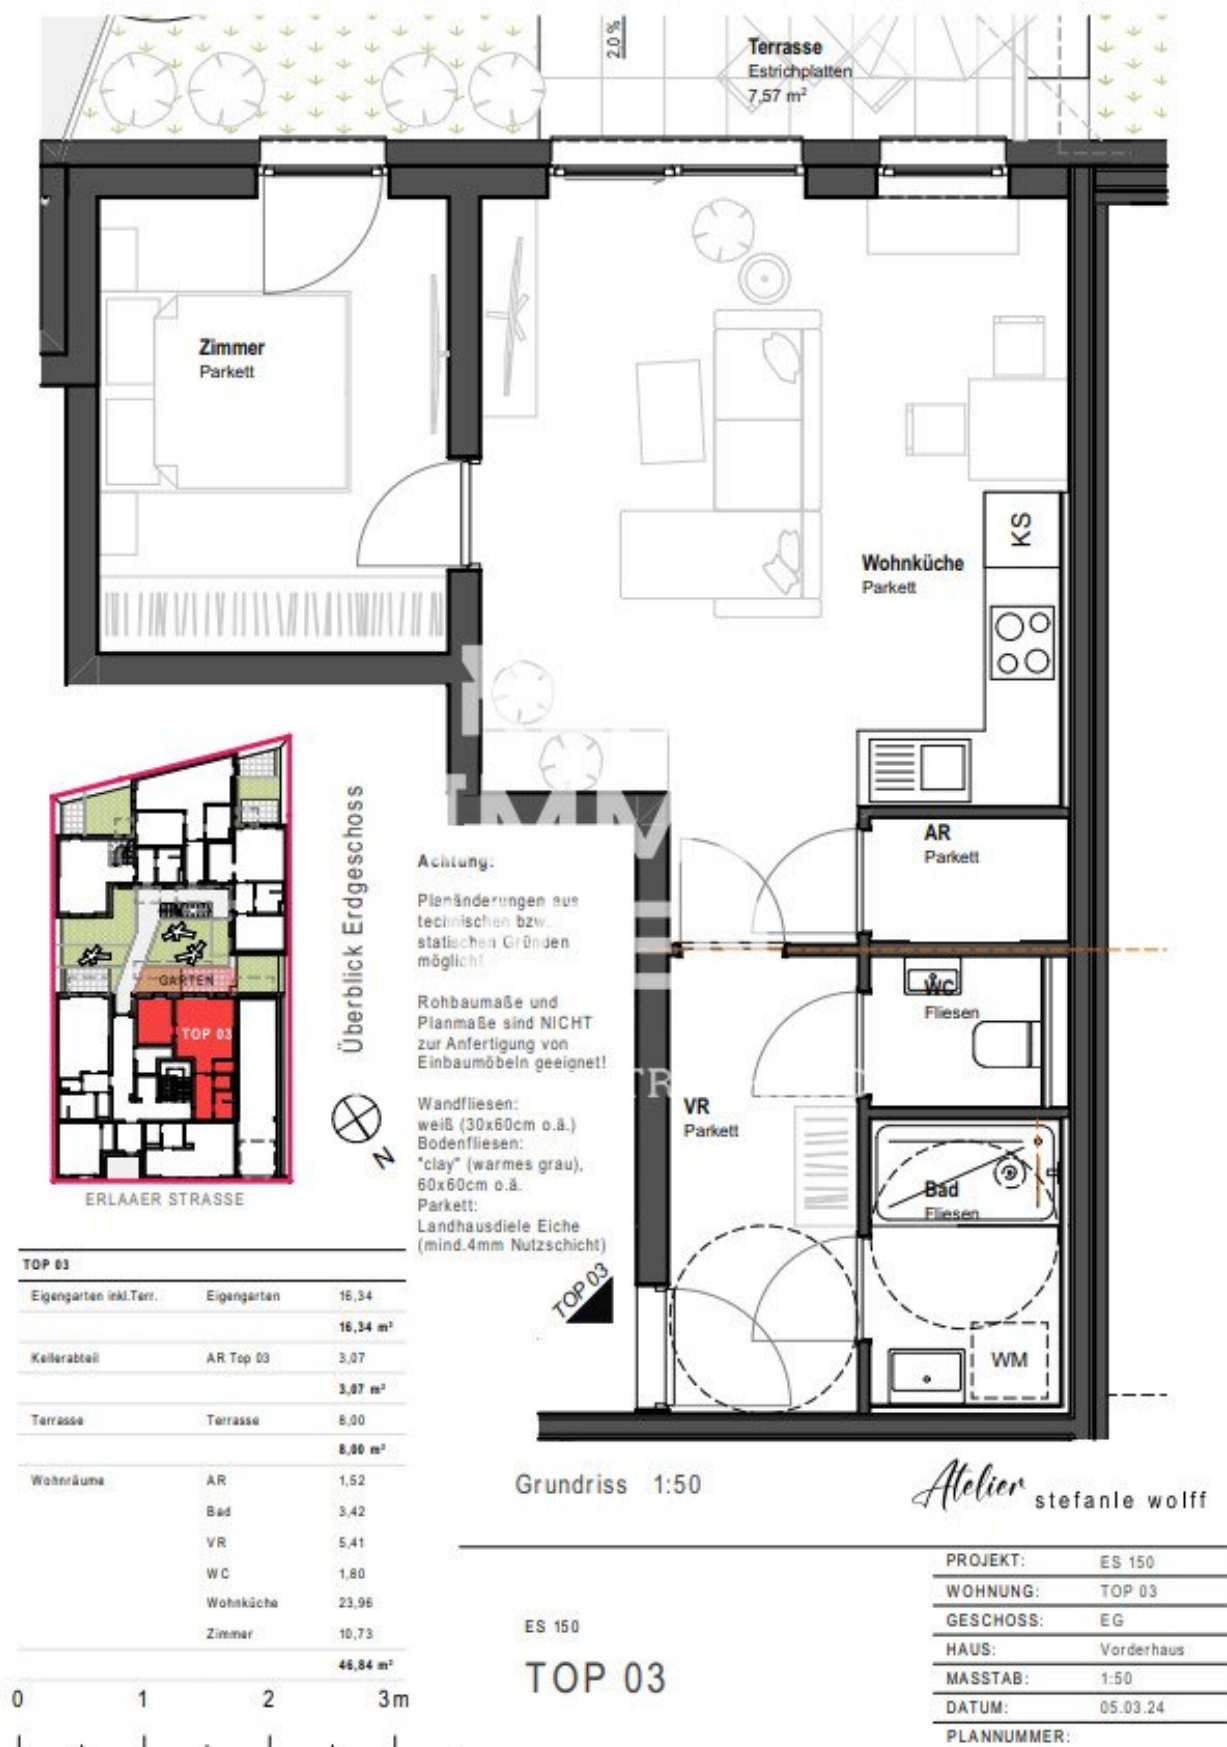 2.0 %
Terrasse
Estrichplatten
7,57 m²
Zimmer
Parkett
KS
Wohnküche
Parkett
AR
Parkett
WC
Fliesen
VR
Parkett
Bad
Fliesen
WM
TOP 03
GARTEN
TOP 03
ERLAAER STRASSE
Überblick Erdgeschoss
N
Achtung:
Planänderungen aus
technischen bzw.
statischen Gründen
möglich!
Rohbaumaße und
Planmaße sind NICHT
zur Anfertigung von
Einbaumöbeln geeignet!
Wandfliesen:
weiß (30x60cm o.ä.)
Bodenfliesen:
"clay" (warmes grau),
60x60cm o.ä.
Parkett:
Landhausdiele Eiche
(mind.4mm Nutzschicht)
TOP 03
Eigengarten inkl.Terr. Eigengarten 16,34
16,34 m²
Kellerabteil AR Top 03 3,07
3,07 m²
Terrasse Terrasse 8,00
8,00 m²
Wohnräume AR 1,52
Bad 3,42
VR 5,41
WC 1,80
Wohnküche 23,96
Zimmer 10,73
46,84 m²
0 1 2 3m
Grundriss 1:50
Atelier stefanie wolff
ES 150
TOP 03
PROJEKT: ES 150
WOHNUNG: TOP 03
GESCHOSS: EG
HAUS: Vorderhaus
MASSTAB: 1:50
DATUM: 05.03.24
PLANNUMMER: